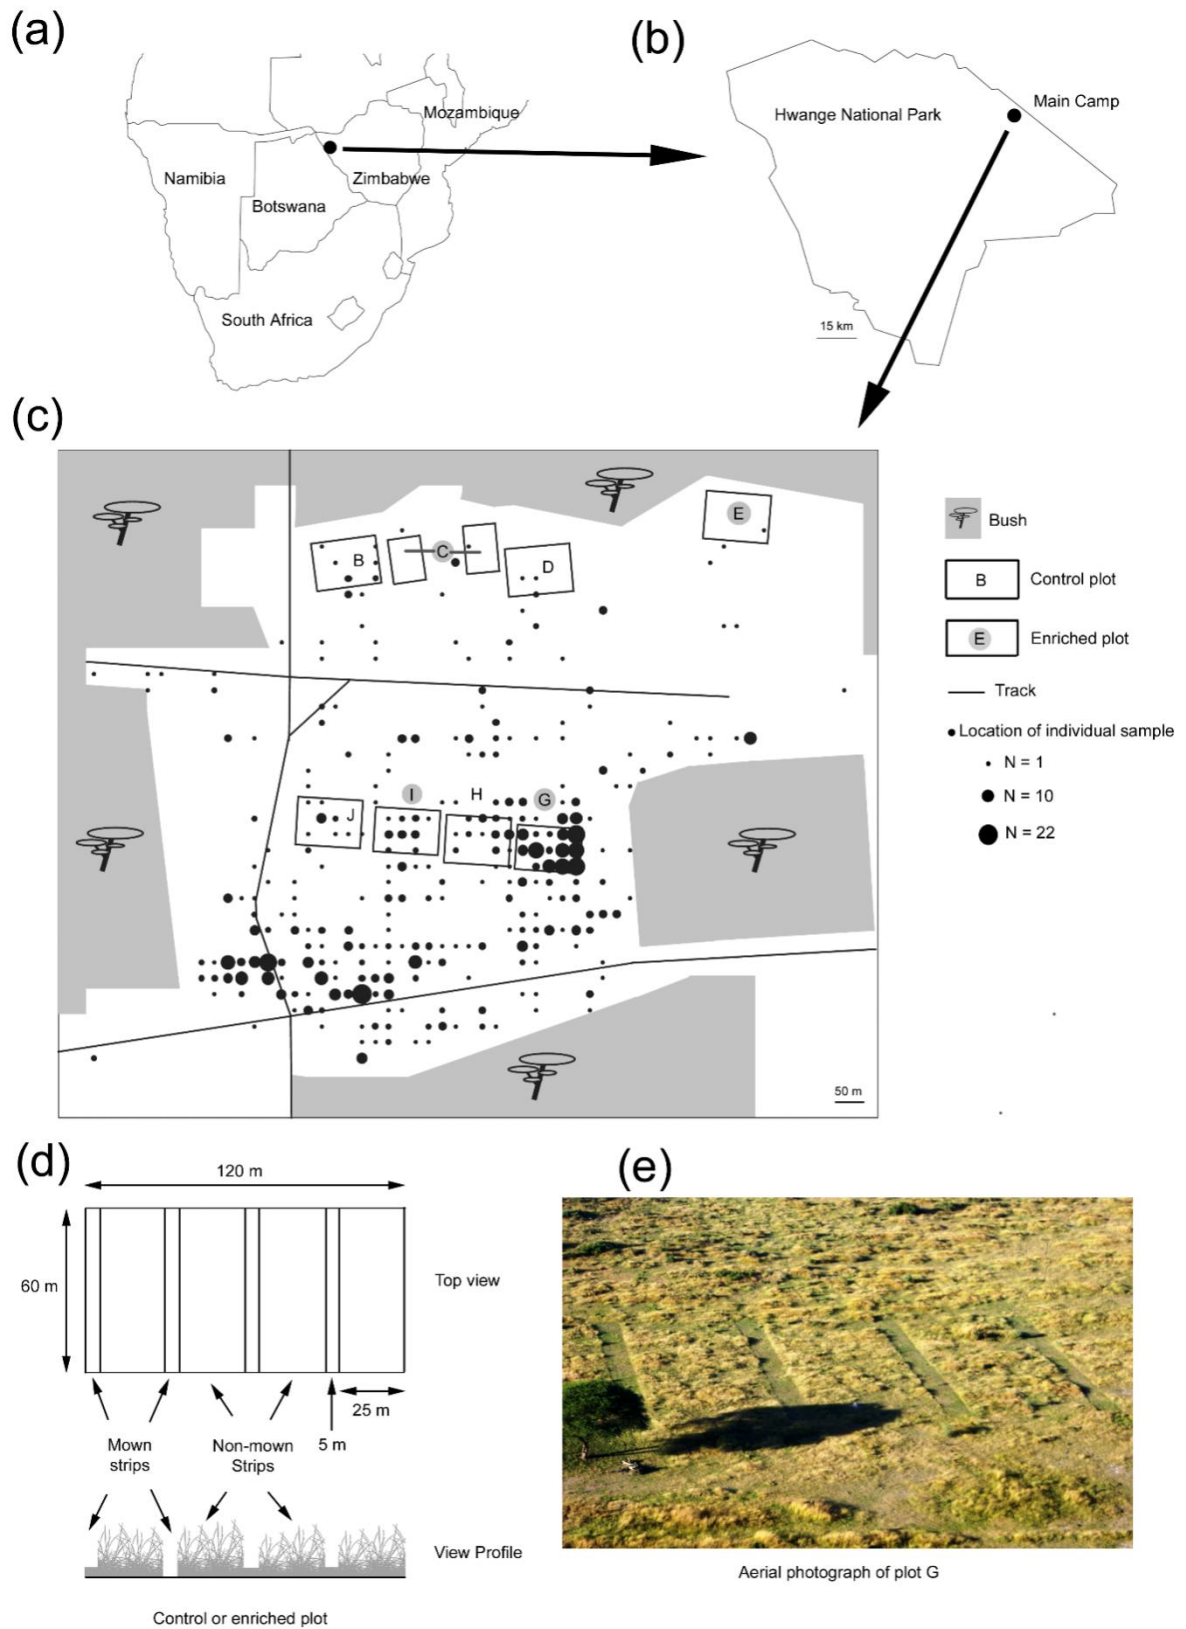 (a)
Mozambique
Namibia
Zimbabwe
Botswana
South Africa
(b)
Hwange National Park
Main Camp
15 km
(c)
E
B
C
D
I
H
G
J
50 m
Bush
B
Control plot
E
Enriched plot
Track
Location of individual sample
N = 1
N = 10
N = 22
(d)
120 m
60 m
Top view
25 m
Mown
strips
Non-mown
Strips
5 m
View Profile
Control or enriched plot
(e)
Aerial photograph of plot G